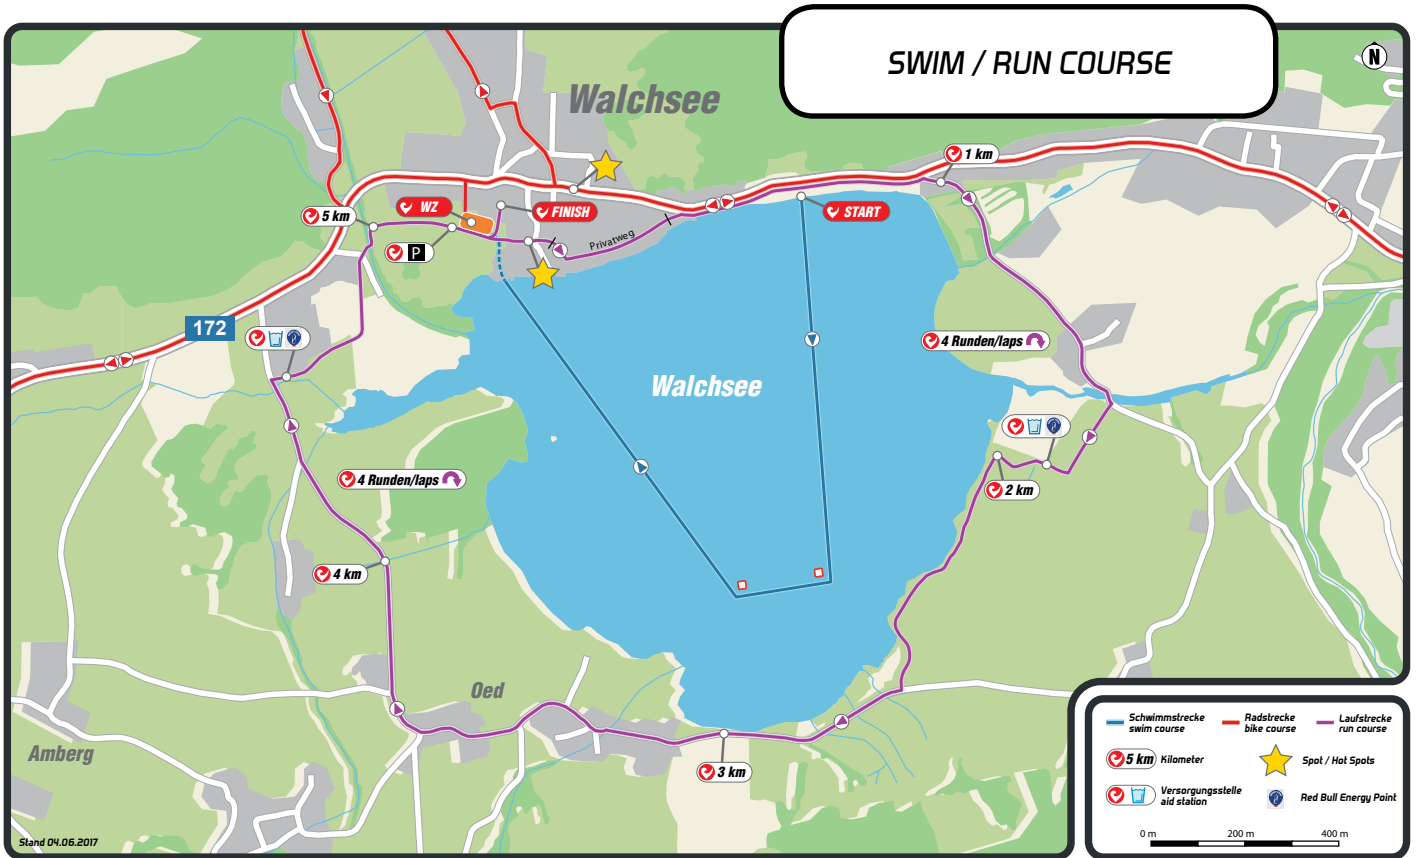 SWIM / RUN COURSE
N
Walchsee
1 km
5 km
WZ
FINISH
START
P
Privatweg
172
4 Runden/laps
Walchsee
4 Runden/laps
2 km
4 km
Oed
Amberg
3 km
Schwimmstrecke
swim course
Radstrecke
bike course
Laufstrecke
run course
5 km
Kilometer
Spot / Hot Spots
Versorgungsstelle
aid station
Red Bull Energy Point
0 m 200 m 400 m
Stand 04.06.2017